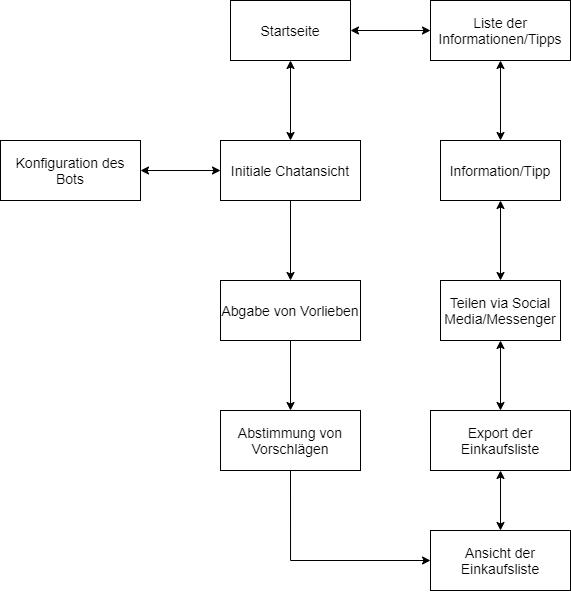 Startseite
Liste der
Informationen/Tipps
Konfiguration des
Bots
Initiale Chatansicht
Information/Tipp
Abgabe von Vorlieben
Teilen via Social
Media/Messenger
Abstimmung von
Vorschlägen
Export der
Einkaufsliste
Ansicht der
Einkaufsliste